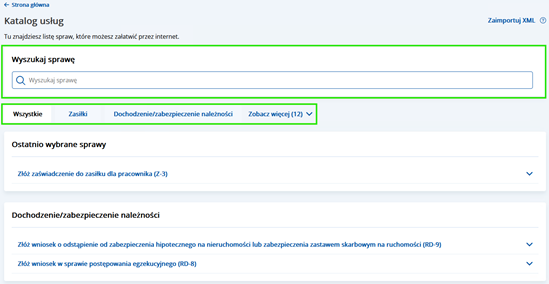 Strona główna
Katalog usług
Zaimportuj XML
Tu znajdziesz listę spraw, które możesz załatwić przez internet.
Wyszukaj sprawę
Wyszukaj sprawę
Wszystkie Zasiłki Dochodzenie/zabezpieczenie należności Zobacz więcej (12)
Ostatnio wybrane sprawy
Złóż zaświadczenie do zasiłku dla pracownika (Z-3)
Dochodzenie/zabezpieczenie należności
Złóż wniosek o odstąpienie od zabezpieczenia hipotecznego na nieruchomości lub zabezpieczenia zastawem skarbowym na ruchomości (RD-9)
Złóż wniosek w sprawie postępowania egzekucyjnego (RD-8)